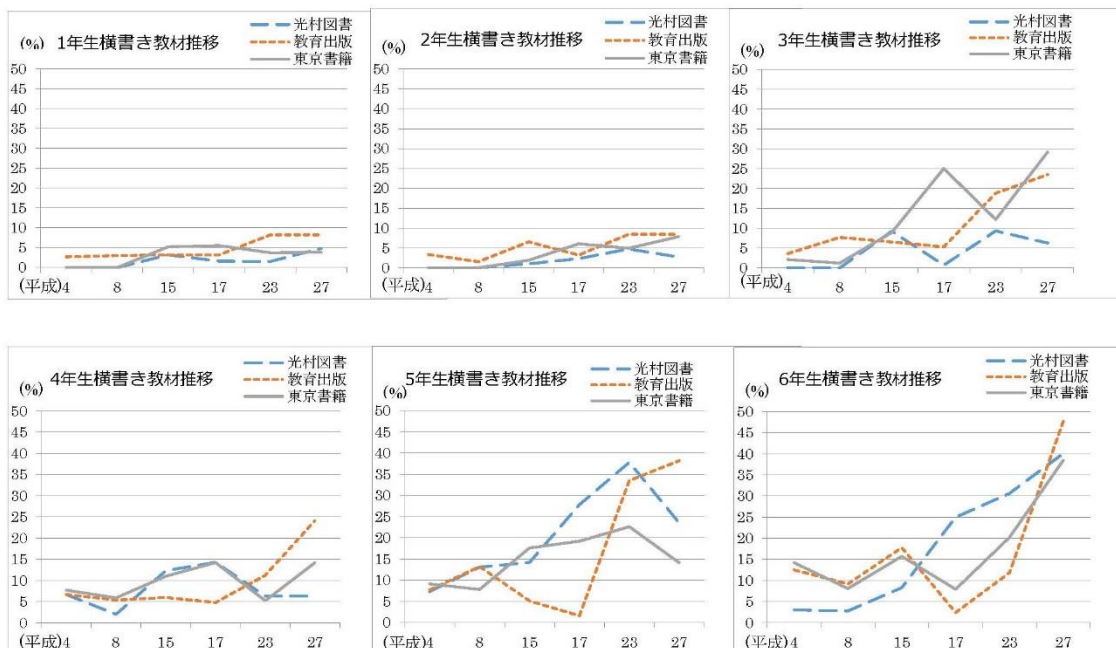 (%) 1年生横書き教材推移
光村図書
教育出版
東京書籍
50
45
40
35
30
25
20
15
10
5
0
(平成)4 8 15 17 23 27
(%) 2年生横書き教材推移
光村図書
教育出版
東京書籍
50
45
40
35
30
25
20
15
10
5
0
(平成)4 8 15 17 23 27
(%) 3年生横書き教材推移
光村図書
教育出版
東京書籍
50
45
40
35
30
25
20
15
10
5
0
(平成)4 8 15 17 23 27
(%) 4年生横書き教材推移
光村図書
教育出版
東京書籍
50
45
40
35
30
25
20
15
10
5
0
(平成)4 8 15 17 23 27
(%) 5年生横書き教材推移
光村図書
教育出版
東京書籍
50
45
40
35
30
25
20
15
10
5
0
(平成)4 8 15 17 23 27
(%) 6年生横書き教材推移
光村図書
教育出版
東京書籍
50
45
40
35
30
25
20
15
10
5
0
(平成)4 8 15 17 23 27